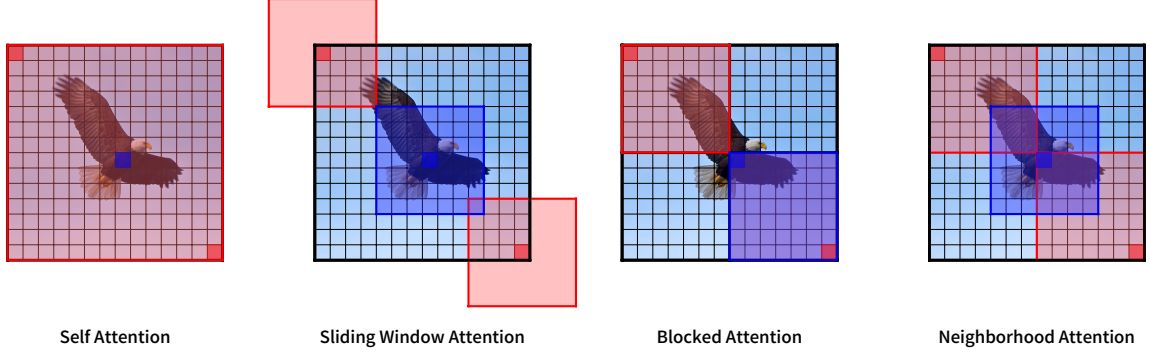 Self Attention
Sliding Window Attention
Blocked Attention
Neighborhood Attention